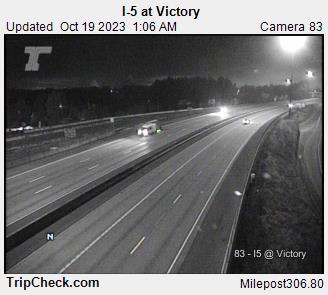 I-5 at Victory
Updated Oct 19 2023 1:06 AM Camera 83
T
N
83 - I5 @ Victory
TripCheck.com Milepost306.80